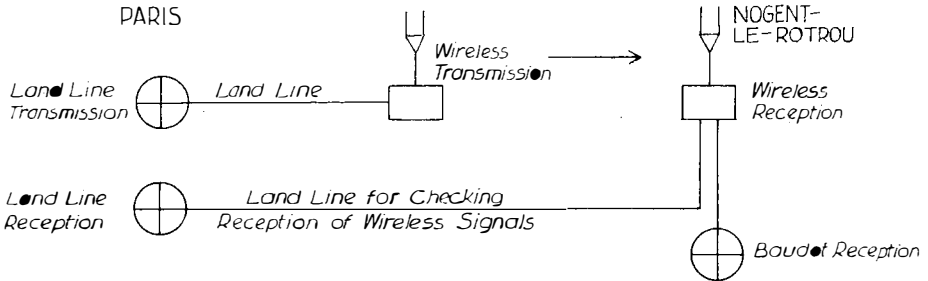 PARIS
NOGENT-
LE-ROTROU
Wireless
Transmission
Land Line
Transmission
Land Line
Wireless
Reception
Land Line
Reception
Land Line for Checking
Reception of Wireless Signals
Baudot Reception